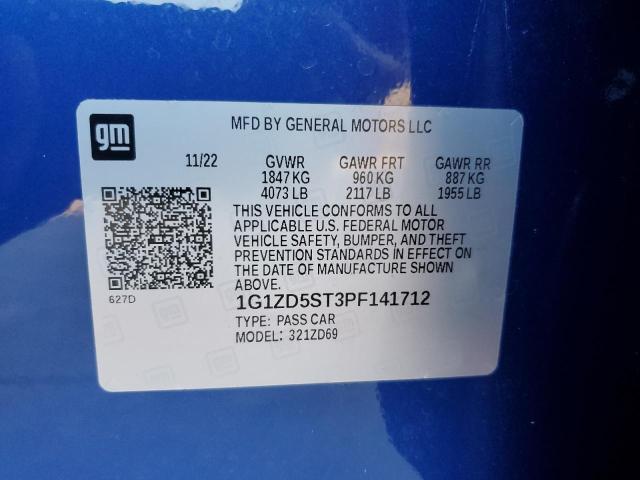 gm
MFD BY GENERAL MOTORS LLC
11/22 GVWR GAWR FRT GAWR RR
1847 KG 960 KG 887 KG
4073 LB 2117 LB 1955 LB
THIS VEHICLE CONFORMS TO ALL
APPLICABLE U.S. FEDERAL MOTOR
VEHICLE SAFETY, BUMPER, AND THEFT
PREVENTION STANDARDS IN EFFECT ON
THE DATE OF MANUFACTURE SHOWN
ABOVE.
627D
1G1ZD5ST3PF141712
TYPE: PASS CAR
MODEL: 321ZD69